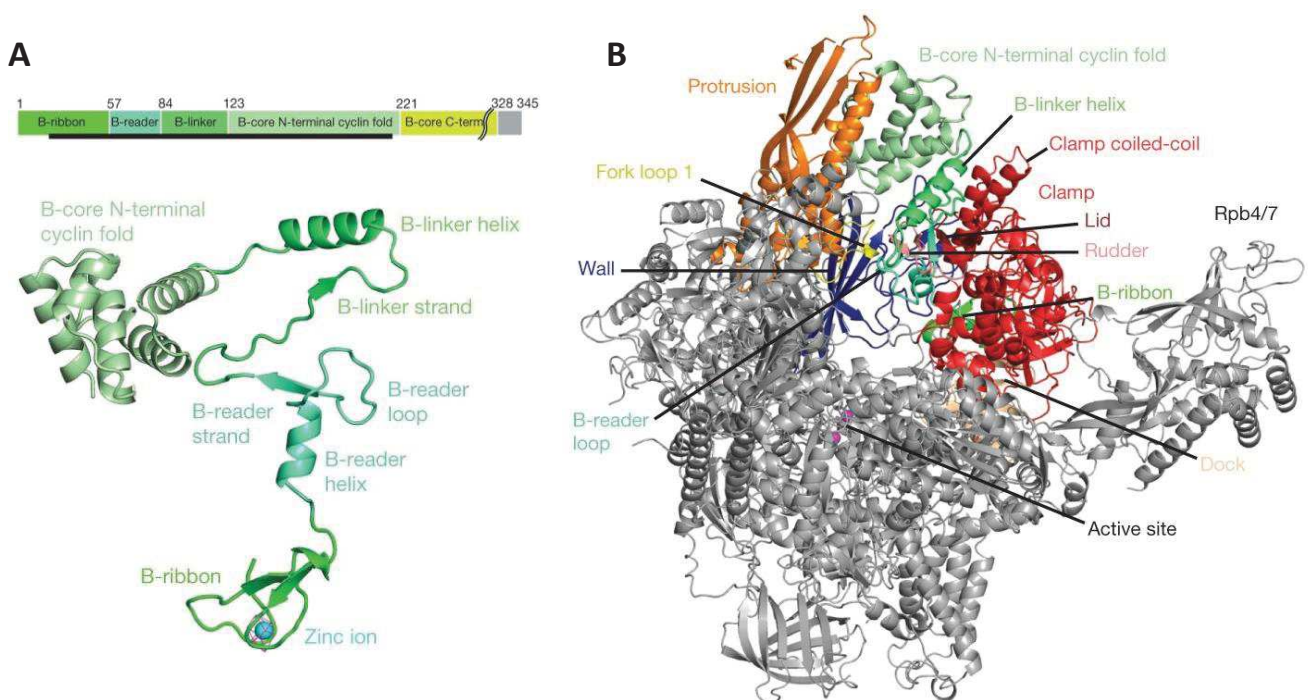 A
1 57 84 123 221 328 345
B-ribbon B-reader B-linker B-core N-terminal cyclin fold B-core C-term
B-core N-terminal
cyclin fold
B-linker helix
B-linker strand
B-reader
strand
B-reader
loop
B-reader
helix
B-ribbon
Zinc ion
B
Protrusion
B-core N-terminal cyclin fold
B-linker helix
Clamp coiled-coil
Fork loop 1
Clamp
Rpb4/7
Lid
Rudder
Wall
B-ribbon
B-reader
loop
Dock
Active site